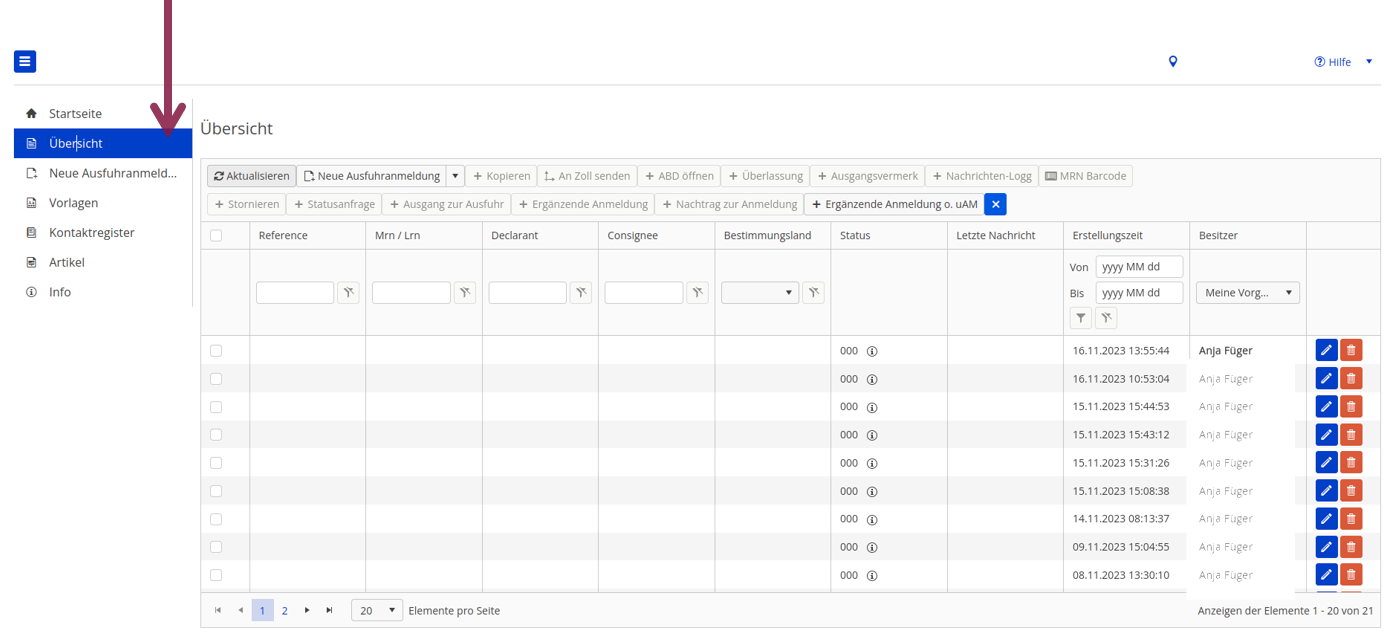 Hilfe
Startseite
Übersicht
Neue Ausfuhranmeld...
Vorlagen
Kontaktregister
Artikel
Info
Übersicht
Aktualisieren Neue Ausfuhranmeldung + Kopieren An Zoll senden + ABD öffnen + Überlassung + Ausgangsvermerk + Nachrichten-Logg MRN Barcode
+ Stornieren + Statusanfrage + Ausgang zur Ausfuhr + Ergänzende Anmeldung + Nachtrag zur Anmeldung + Ergänzende Anmeldung o. uAM
Reference Mrn / Lrn Declarant Consignee Bestimmungsland Status Letzte Nachricht Erstellungszeit Besitzer
Von yyyy MM dd
Bis yyyy MM dd Meine Vorg...
000 16.11.2023 13:55:44 Anja Füger
000 16.11.2023 10:53:04 Anja Füger
000 15.11.2023 15:44:53 Anja Füger
000 15.11.2023 15:43:12 Anja Füger
000 15.11.2023 15:31:26 Anja Füger
000 15.11.2023 15:08:38 Anja Füger
000 14.11.2023 08:13:37 Anja Füger
000 09.11.2023 15:04:55 Anja Füger
000 08.11.2023 13:30:10 Anja Füger
1 2 20 Elemente pro Seite Anzeigen der Elemente 1 - 20 von 21